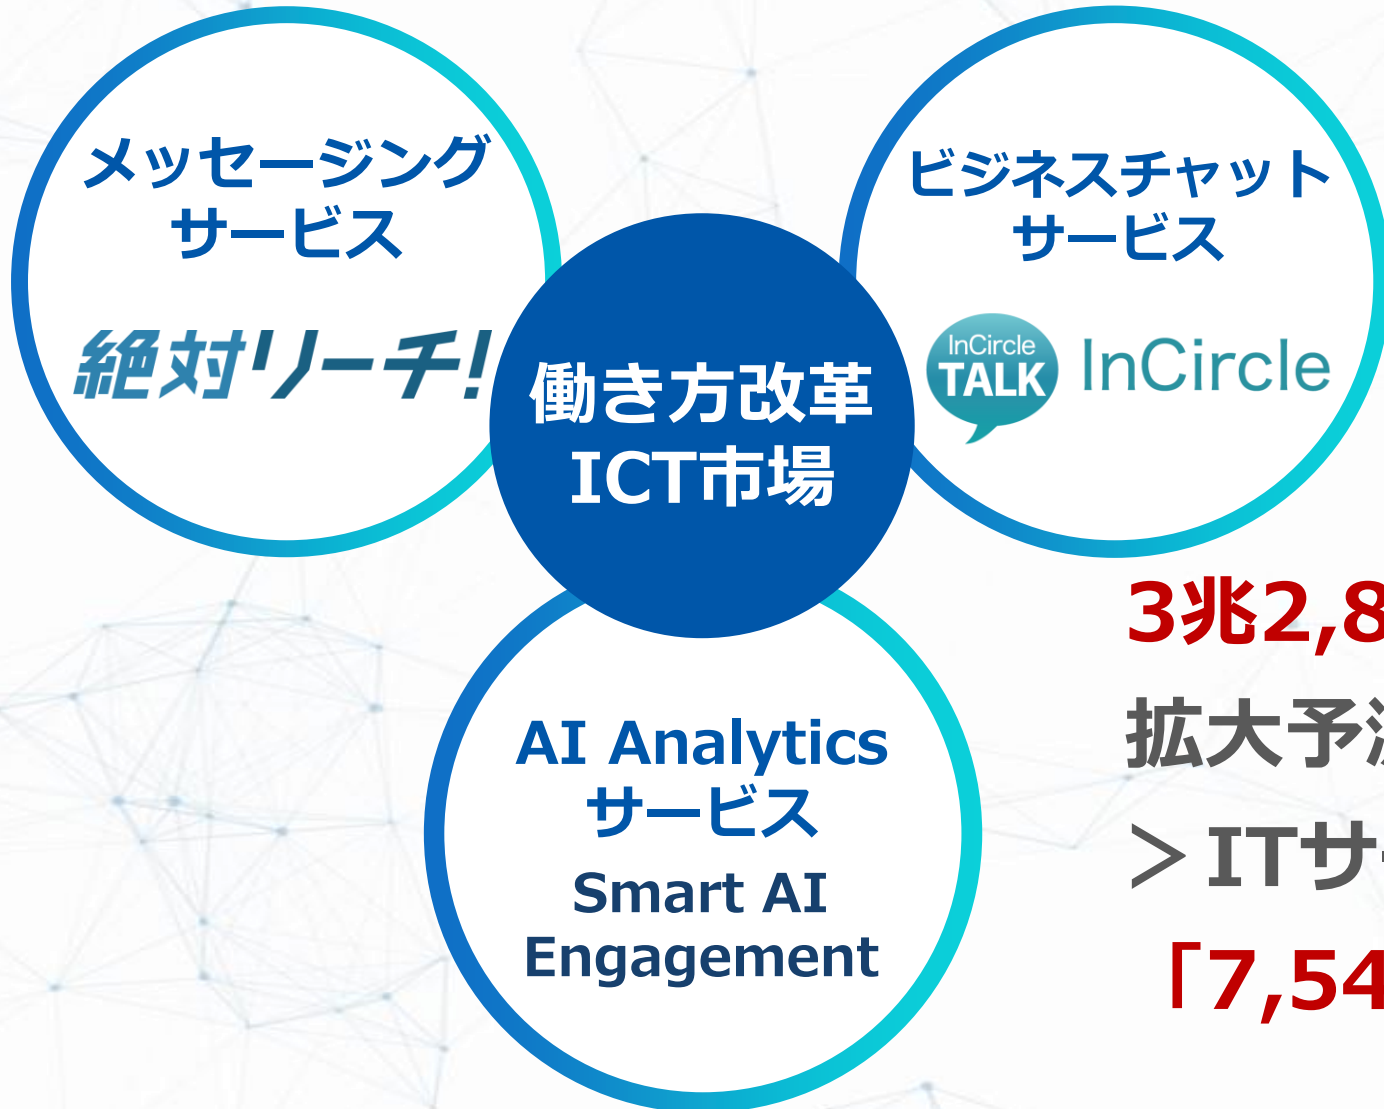 メッセージング
サービス
絶対リーチ!
ビジネスチャット
サービス
InCircle
TALK
InCircle
働き方改革
ICT市場
AI Analytics
サービス
Smart AI
Engagement
3兆2,8
拡大予
＞ITサ
「7,54